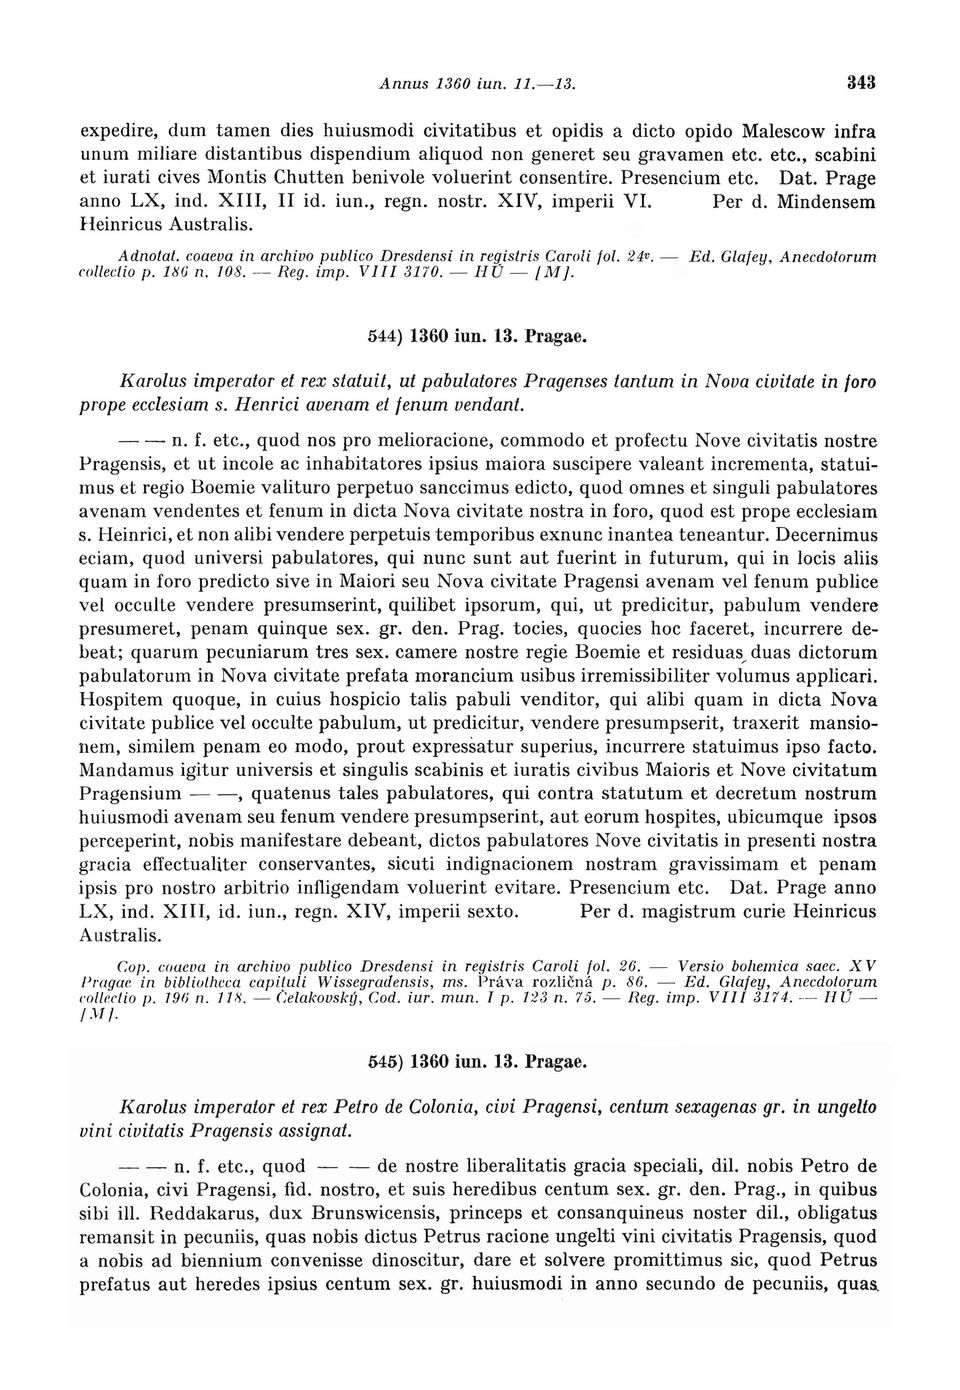 Annus 1360 iun. 11.—13. 343
expedire, dum tamen dies huiusmodi civitatibus et opidis a dicto opido Malescow infra
unum miliare distantibus dispendium aliquod non generet seu gravamen etc. etc., scabini
et iurati cives Montis Chutten benivole voluerint consentire. Presencium etc. Dat. Prage
anno LX, ind. XIII, II id. iun., regn. nostr. XIV, imperii VI. Per d. Mindensem
Heinricus Australis.
Adnotat. coaeva in archivo publico Dresdensi in registris Caroli fol. 24v. — Ed. Glafey, Anecdotorum
collectio p. 186 n. 108. — Reg. imp. VIII 3170. — HÚ — [M].
544) 1360 iun. 13. Pragae.
Karolus imperator et rex statuit, ut pabulatores Pragenses tantum in Nova civitate in foro
prope ecclesiam s. Henrici avenam et fenum vendant.
— — n. f. etc., quod nos pro melioracione, commodo et profectu Nove civitatis nostre
Pragensis, et ut incole ac inhabitatores ipsius maiora suscipere valeant incrementa, statui-
mus et regio Boemie valituro perpetuo sanccimus edicto, quod omnes et singuli pabulatores
avenam vendentes et fenum in dicta Nova civitate nostra in foro, quod est prope ecclesiam
s. Heinrici, et non alibi vendere perpetuis temporibus exnunc inantea teneantur. Decernimus
eciam, quod universi pabulatores, qui nunc sunt aut fuerint in futurum, qui in locis aliis
quam in foro predicto sive in Maiori seu Nova civitate Pragensi avenam vel fenum publice
vel occulte vendere presumserint, quilibet ipsorum, qui, ut predicitur, pabulum vendere
presumeret, penam quinque sex. gr. den. Prag. tocies, quocies hoc faceret, incurrere de-
beat; quarum pecuniarum tres sex. camere nostre regie Boemie et residuas duas dictorum
pabulatorum in Nova civitate prefata morancium usibus irremissibiliter volumus applicari.
Hospitem quoque, in cuius hospicio talis pabuli venditor, qui alibi quam in dicta Nova
civitate publice vel occulte pabulum, ut predicitur, vendere presumpserit, traxerit mansio-
nem, similem penam eo modo, prout expressatur superius, incurrere statuimus ipso facto.
Mandamus igitur universis et singulis scabinis et iuratis civibus Maioris et Nove civitatum
Pragensium — —, quatenus tales pabulatores, qui contra statutum et decretum nostrum
huiusmodi avenam seu fenum vendere presumpserint, aut eorum hospites, ubicumque ipsos
perceperint, nobis manifestare debeant, dictos pabulatores Nove civitatis in presenti nostra
gracia effectualiter conservantes, sicuti indignacionem nostram gravissimam et penam
ipsis pro nostro arbitrio infligendam voluerint evitare. Presencium etc. Dat. Prage anno
LX, ind. XIII, id. iun., regn. XIV, imperii sexto. Per d. magistrum curie Heinricus
Australis.
Cop. coaeva in archivo publico Dresdensi in registris Caroli fol. 26. — Versio bohemica saec. XV
Pragae in bibliotheca capituli Wissegradensis, ms. Práva rozličná p. 86. — Ed. Glafey, Anecdotorum
collectio p. 196 n. 118. — Čelakovský, Cod. iur. mun. I p. 123 n. 75. — Reg. imp. VIII 3174. — HÚ —
[M].
545) 1360 iun. 13. Pragae.
Karolus imperator et rex Petro de Colonia, civi Pragensi, centum sexagenas gr. in ungelto
vini civitatis Pragensis assignat.
— — n. f. etc., quod — — de nostre liberalitatis gracia speciali, dil. nobis Petro de
Colonia, civi Pragensi, fid. nostro, et suis heredibus centum sex. gr. den. Prag., in quibus
sibi ill. Reddakarus, dux Brunswicensis, princeps et consanquineus noster dil., obligatus
remansit in pecuniis, quas nobis dictus Petrus racione ungelti vini civitatis Pragensis, quod
a nobis ad biennium convenisse dinoscitur, dare et solvere promittimus sic, quod Petrus
prefatus aut heredes ipsius centum sex. gr. huiusmodi in anno secundo de pecuniis, quas